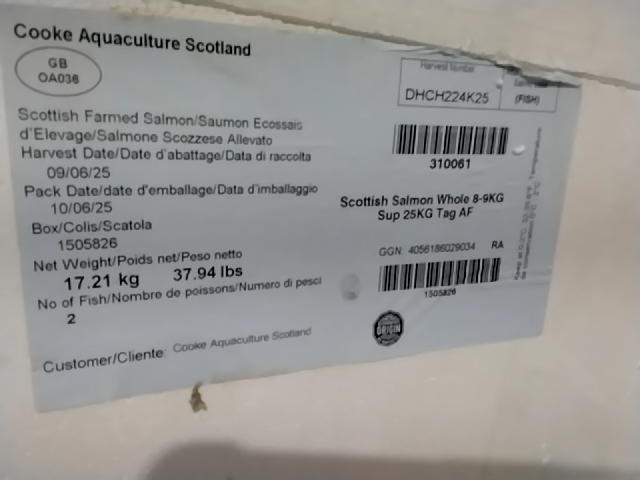 Cooke Aquaculture Scotland
GB
OA036
Harvest Number
DHCH224K25
(FISH)
Scottish Farmed Salmon/Saumon Ecossais
d'Elevage/Salmone Scozzese Allevato
Harvest Date/Date d'abattage/Data di raccolta
09/06/25
310061
Pack Date/date d'emballage/Data d'imballaggio
10/06/25
Scottish Salmon Whole 8-9KG
Sup 25KG Tag AF
Box/Colis/Scatola
1505826
Net Weight/Poids net/Peso netto
17.21 kg 37.94 lbs
GGN: 4056186029034 RA
1505826
No of Fish/Nombre de poissons/Numero di pesci
2
ORIGIN
Customer/Cliente: Cooke Aquaculture Scotland